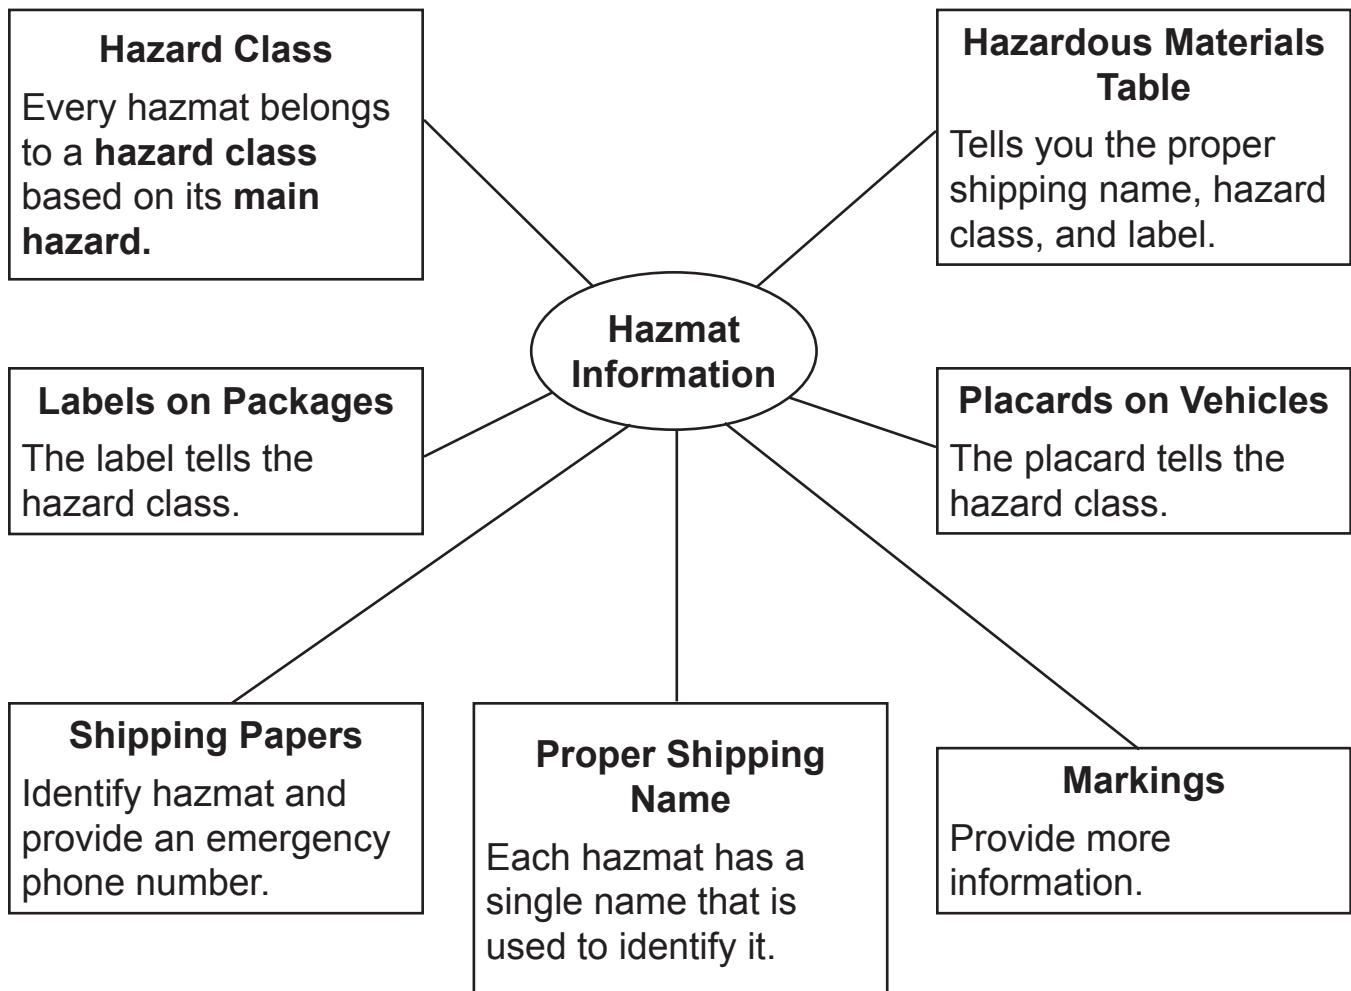 Hazard Class
Every hazmat belongs
to a hazard class
based on its main
hazard.
Hazardous Materials
Table
Tells you the proper
shipping name, hazard
class, and label.
Hazmat
Information
Labels on Packages
The label tells the
hazard class.
Placards on Vehicles
The placard tells the
hazard class.
Shipping Papers
Identify hazmat and
provide an emergency
phone number.
Proper Shipping
Name
Each hazmat has a
single name that is
used to identify it.
Markings
Provide more
information.